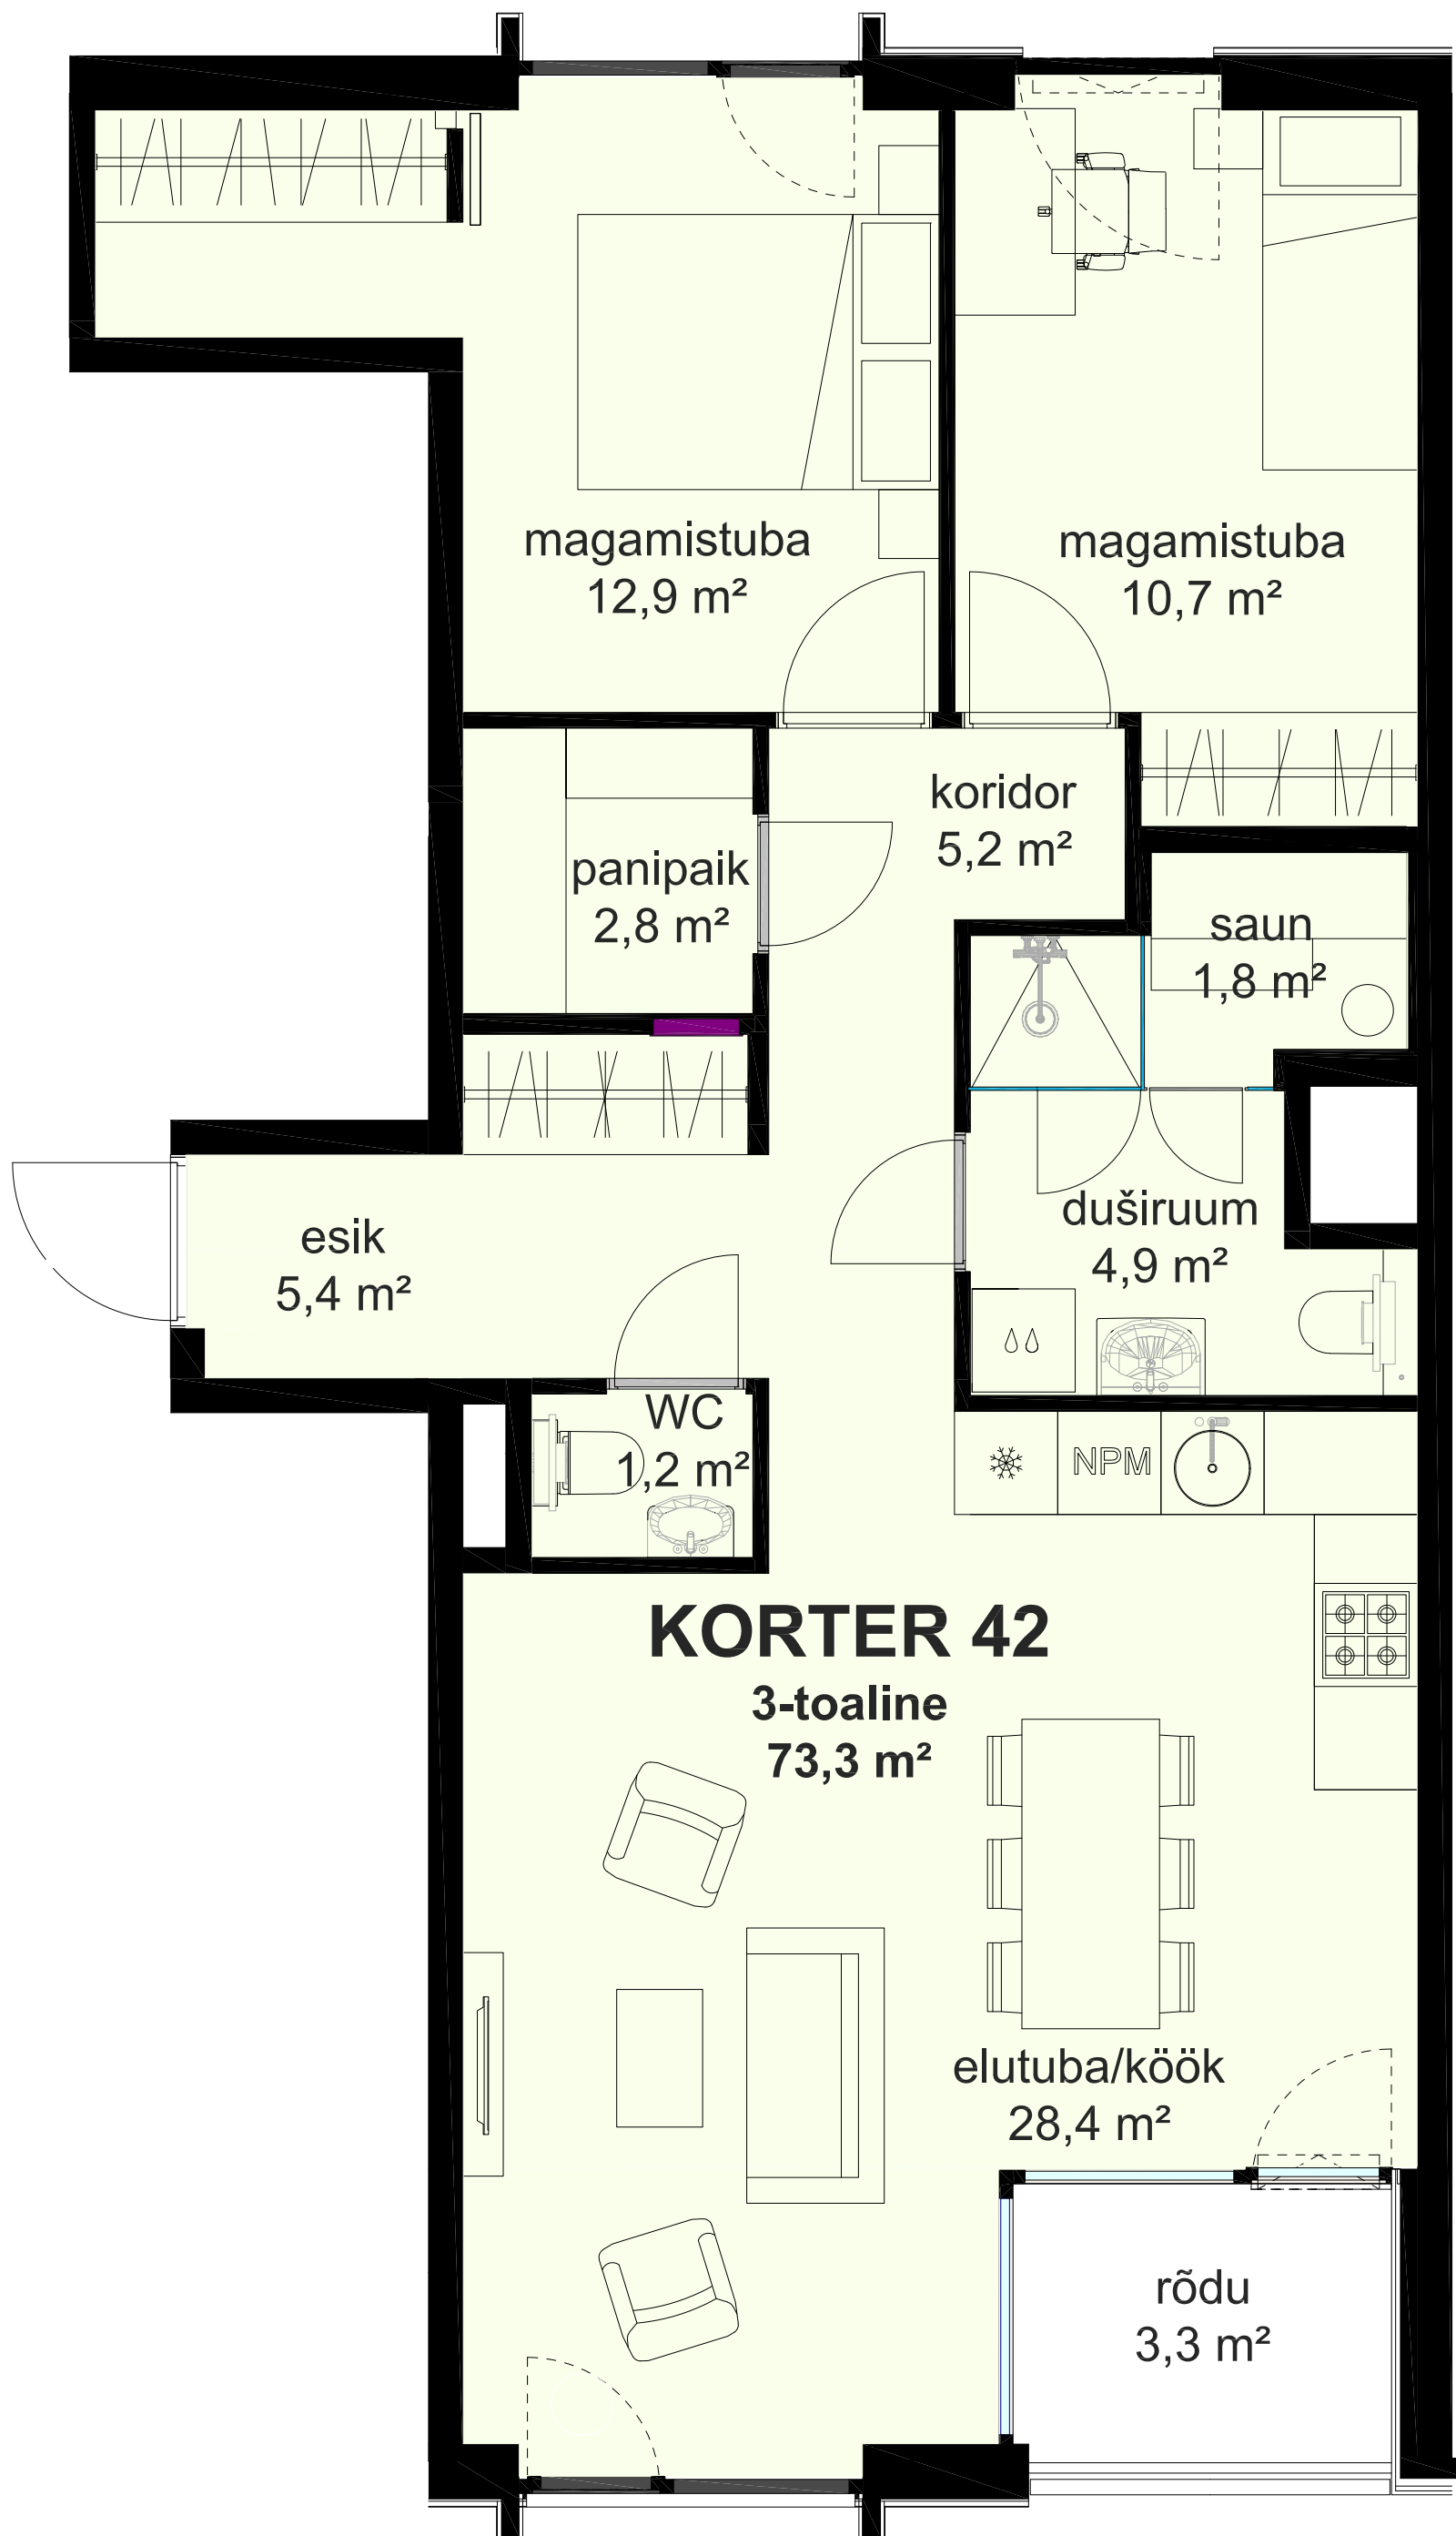 magamistuba
12,9 m²
magamistuba
10,7 m²
koridor
5,2 m²
panipaik
2,8 m²
saun
1,8 m²
duširuum
4,9 m²
esik
5,4 m²
WC
1,2 m²
NPM
KORTER 42
3-toaline
73,3 m²
elutuba/köök
28,4 m²
rõdu
3,3 m²